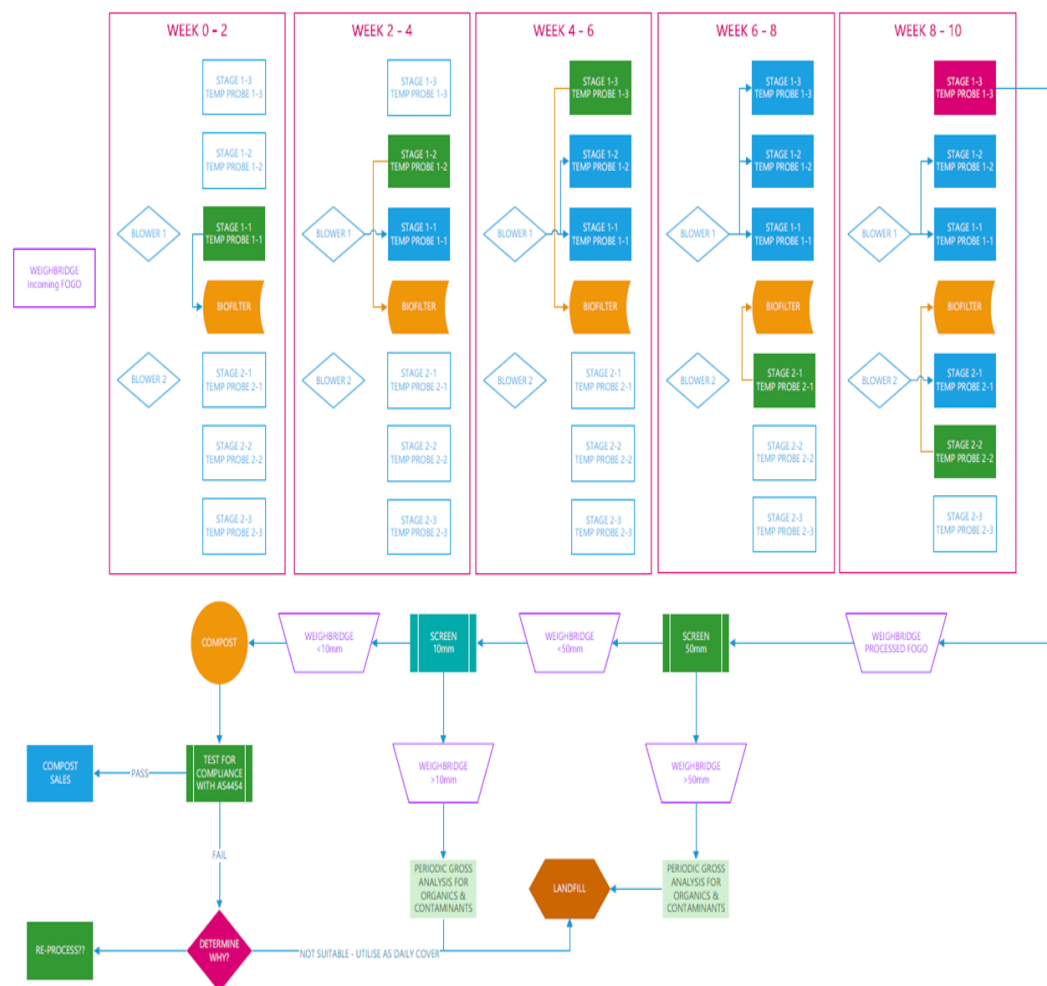 WEEK 0 - 2
WEEK 2 - 4
WEEK 4 - 6
WEEK 6 - 8
WEEK 8 - 10
WEIGHBRIDGE
Incoming FOGO
STAGE 1-3
TEMP PROBE 1-3
STAGE 1-2
TEMP PROBE 1-2
BLOWER 1
STAGE 1-1
TEMP PROBE 1-1
BIOFILTER
BLOWER 2
STAGE 2-1
TEMP PROBE 2-1
STAGE 2-2
TEMP PROBE 2-2
STAGE 2-3
TEMP PROBE 2-3
STAGE 1-3
TEMP PROBE 1-3
STAGE 1-2
TEMP PROBE 1-2
BLOWER 1
STAGE 1-1
TEMP PROBE 1-1
BIOFILTER
BLOWER 2
STAGE 2-1
TEMP PROBE 2-1
STAGE 2-2
TEMP PROBE 2-2
STAGE 2-3
TEMP PROBE 2-3
STAGE 1-3
TEMP PROBE 1-3
STAGE 1-2
TEMP PROBE 1-2
BLOWER 1
STAGE 1-1
TEMP PROBE 1-1
BIOFILTER
BLOWER 2
STAGE 2-1
TEMP PROBE 2-1
STAGE 2-2
TEMP PROBE 2-2
STAGE 2-3
TEMP PROBE 2-3
STAGE 1-3
TEMP PROBE 1-3
STAGE 1-2
TEMP PROBE 1-2
BLOWER 1
STAGE 1-1
TEMP PROBE 1-1
BIOFILTER
BLOWER 2
STAGE 2-1
TEMP PROBE 2-1
STAGE 2-2
TEMP PROBE 2-2
STAGE 2-3
TEMP PROBE 2-3
STAGE 1-3
TEMP PROBE 1-3
STAGE 1-2
TEMP PROBE 1-2
BLOWER 1
STAGE 1-1
TEMP PROBE 1-1
BIOFILTER
BLOWER 2
STAGE 2-1
TEMP PROBE 2-1
STAGE 2-2
TEMP PROBE 2-2
STAGE 2-3
TEMP PROBE 2-3
COMPOST
WEIGHBRIDGE
<10mm
SCREEN
10mm
WEIGHBRIDGE
<50mm
SCREEN
50mm
WEIGHBRIDGE
PROCESSED FOGO
COMPOST
SALES
PASS
TEST FOR
COMPLIANCE
WITH AS4454
WEIGHBRIDGE
>10mm
WEIGHBRIDGE
>50mm
FAIL
PERIODIC GROSS
ANALYSIS FOR
ORGANICS &
CONTAMINANTS
LANDFILL
PERIODIC GROSS
ANALYSIS FOR
ORGANICS &
CONTAMINANTS
RE-PROCESS??
DETERMINE
WHY?
NOT SUITABLE - UTILISE AS DAILY COVER